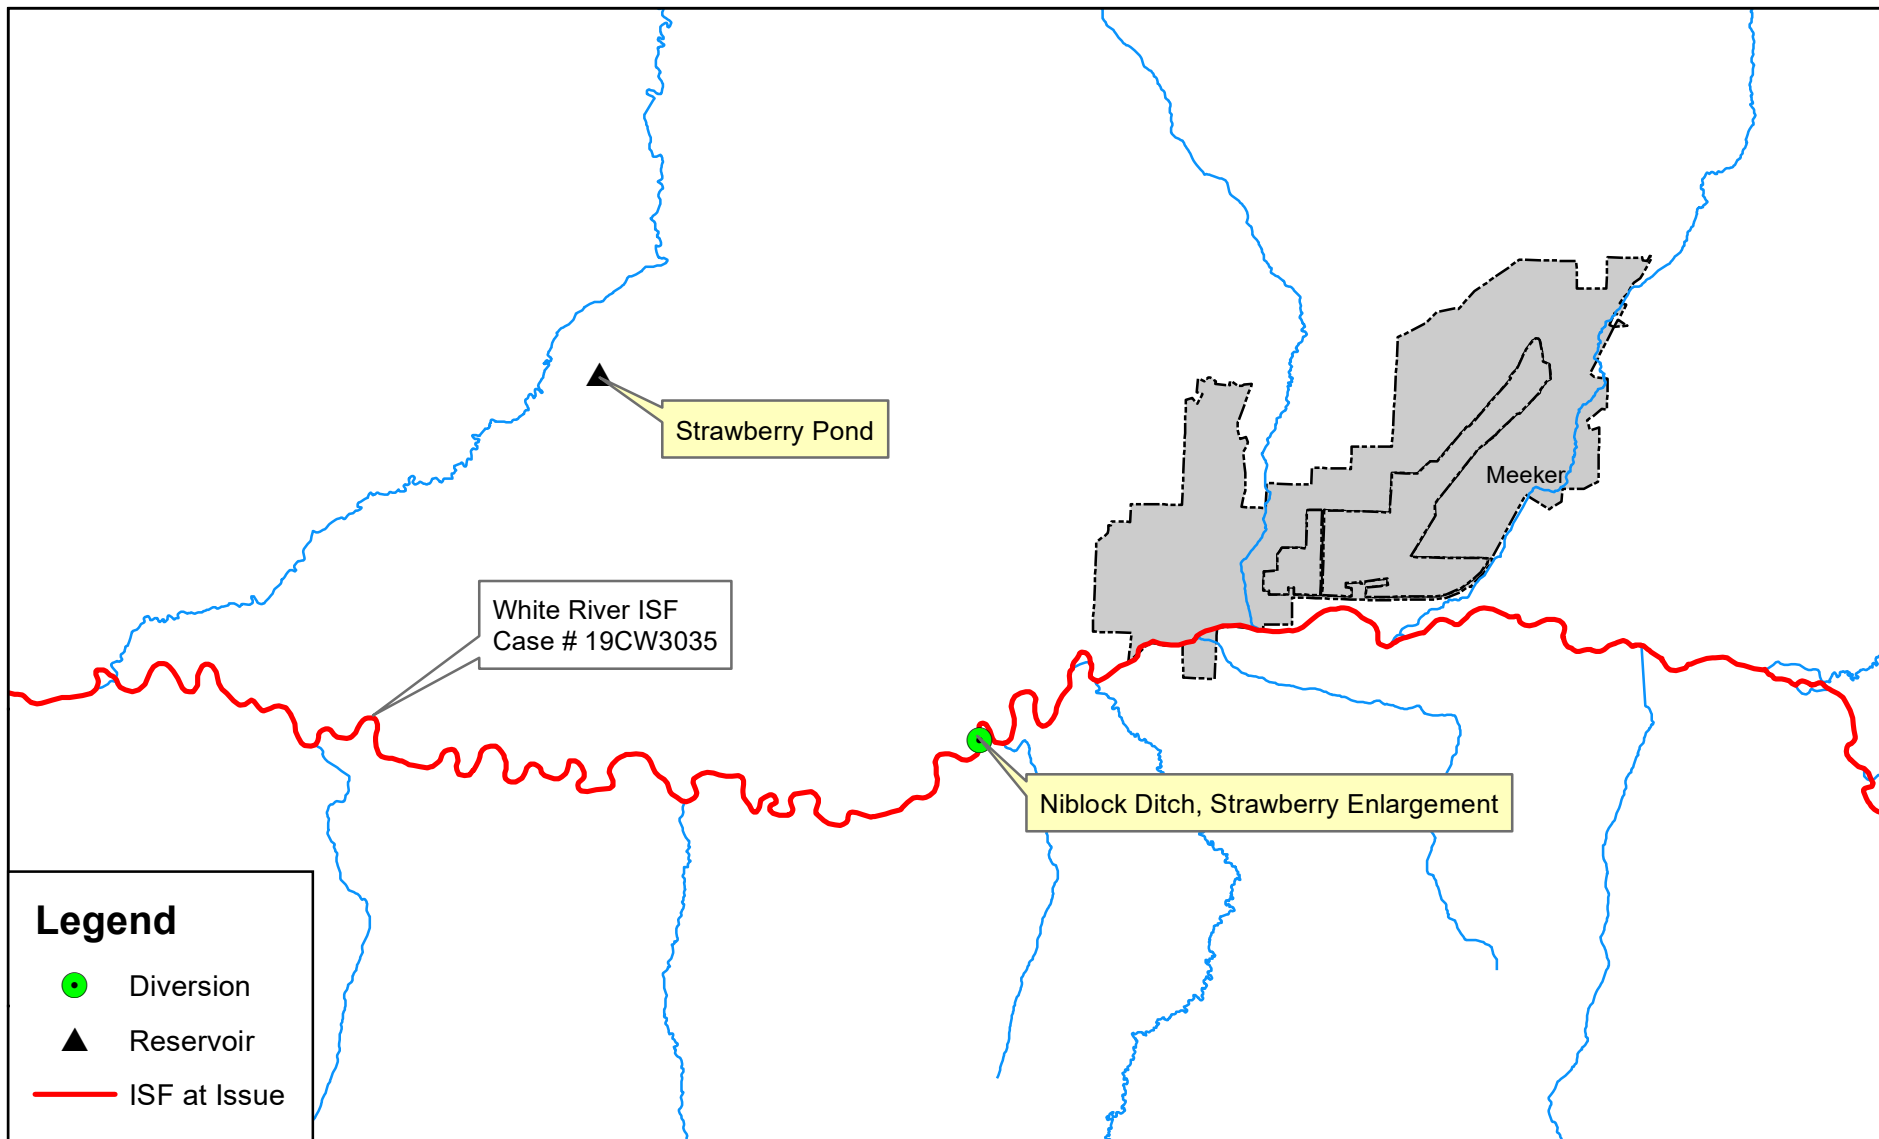 Strawberry Pond
Meeker
White River ISF
Case # 19CW3035
Niblock Ditch, Strawberry Enlargement
Legend
Diversion
Reservoir
ISF at Issue